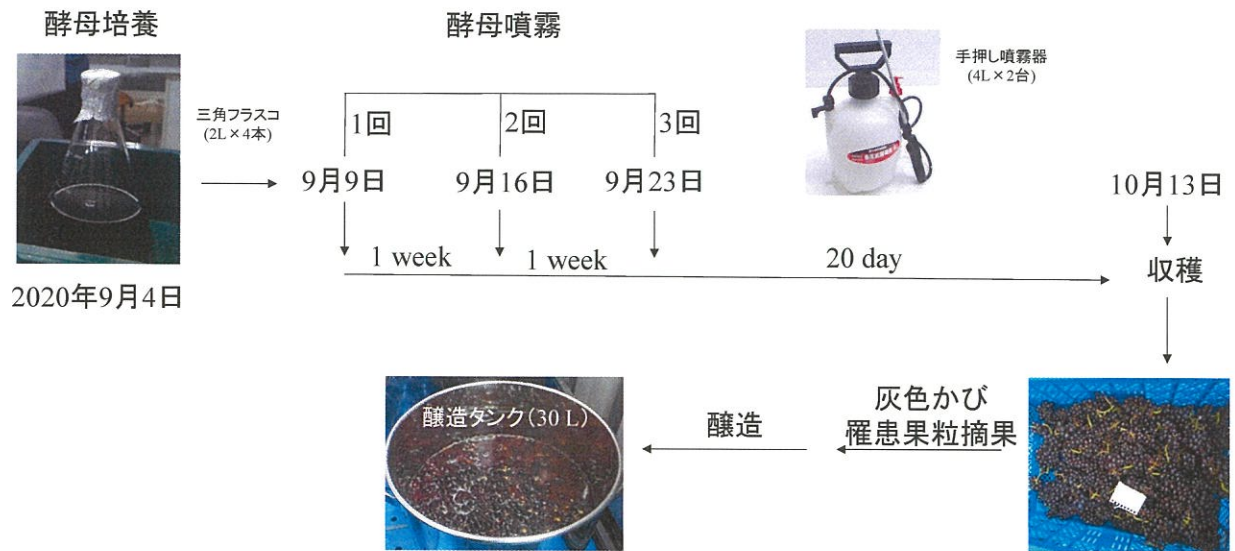 酵母培養
酵母噴霧
三角フラスコ
(2L×4本)
手押し噴霧器
(4L×2台)
1回
2回
3回
9月9日
9月16日
9月23日
10月13日
1 week
1 week
20 day
収穫
2020年9月4日
灰色かび
罹患果粒摘果
醸造
醸造タンク(30 L)